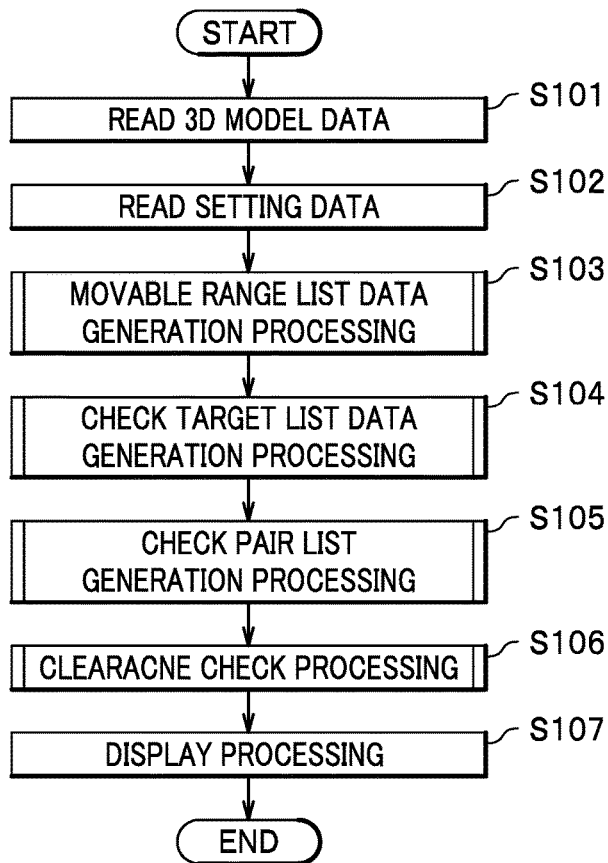 START
READ 3D MODEL DATA
S101
READ SETTING DATA
S102
MOVABLE RANGE LIST DATA
GENERATION PROCESSING
S103
CHECK TARGET LIST DATA
GENERATION PROCESSING
S104
CHECK PAIR LIST
GENERATION PROCESSING
S105
CLEARACNE CHECK PROCESSING
S106
DISPLAY PROCESSING
S107
END